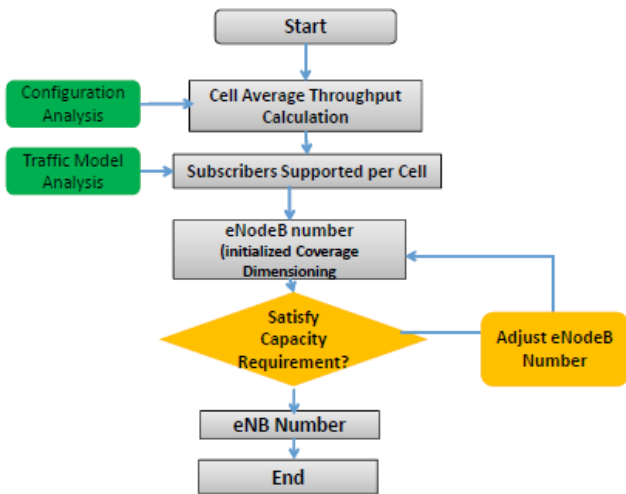 Start
Configuration
Analysis
Cell Average Throughput
Calculation
Traffic Model
Analysis
Subscribers Supported per Cell
eNodeB number
(initialized Coverage
Dimensioning
Satisfy
Capacity
Requirement?
Adjust eNodeB
Number
eNB Number
End